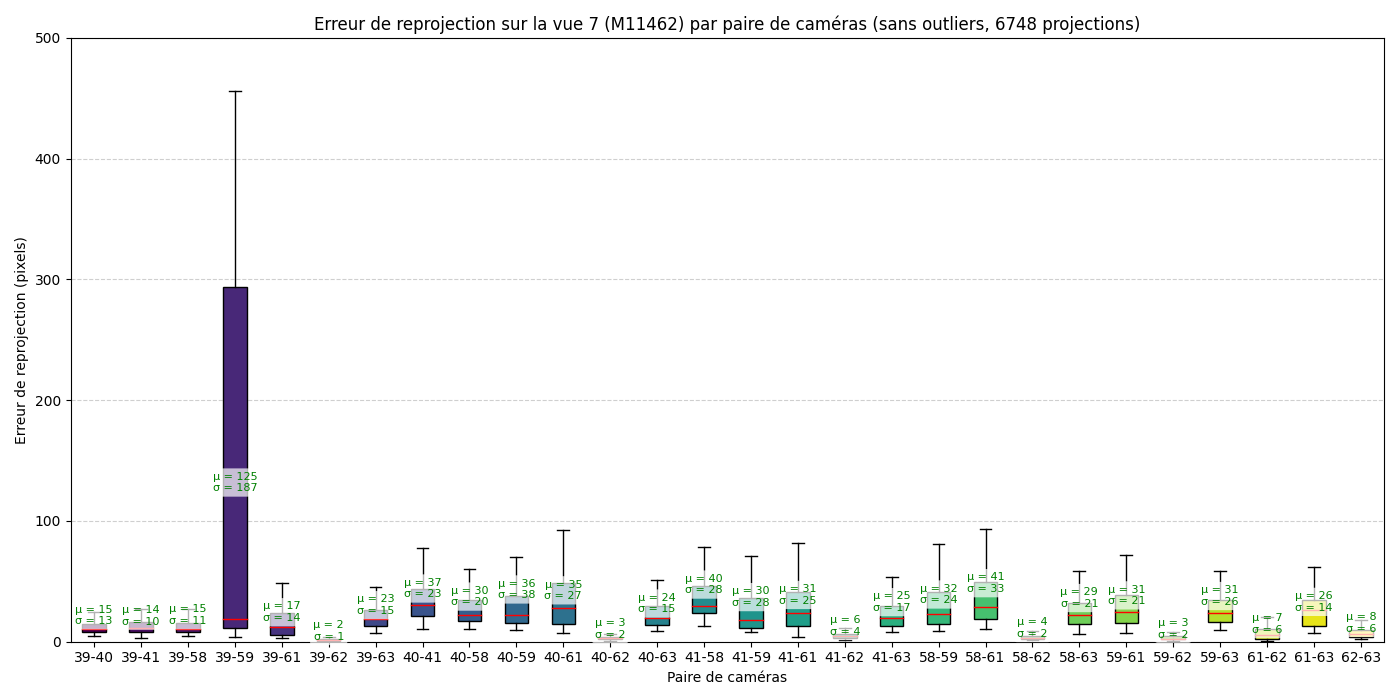 Erreur de reprojection sur la vue 7 (M11462) par paire de caméras (sans outliers, 6748 projections)
500
400
300
200
100
0
Erreur de reprojection (pixels)
μ = 15
σ = 13
μ = 14
σ = 10
μ = 15
σ = 11
μ = 125
σ = 187
μ = 17
σ = 14
μ = 2
σ = 1
μ = 23
σ = 15
μ = 37
σ = 23
μ = 30
σ = 20
μ = 36
σ = 38
μ = 35
σ = 27
μ = 3
σ = 2
μ = 24
σ = 15
μ = 40
σ = 28
μ = 30
σ = 28
μ = 31
σ = 25
μ = 6
σ = 4
μ = 25
σ = 17
μ = 32
σ = 24
μ = 41
σ = 33
μ = 4
σ = 2
μ = 29
σ = 21
μ = 31
σ = 21
μ = 3
σ = 2
μ = 31
σ = 26
μ = 7
σ = 6
μ = 26
σ = 14
μ = 8
σ = 6
39-40 39-41 39-58 39-59 39-61 39-62 39-63 40-41 40-58 40-59 40-61 40-62 40-63 41-58 41-59 41-61 41-62 41-63 58-59 58-61 58-62 58-63 59-61 59-62 59-63 61-62 61-63 62-63
Paire de caméras